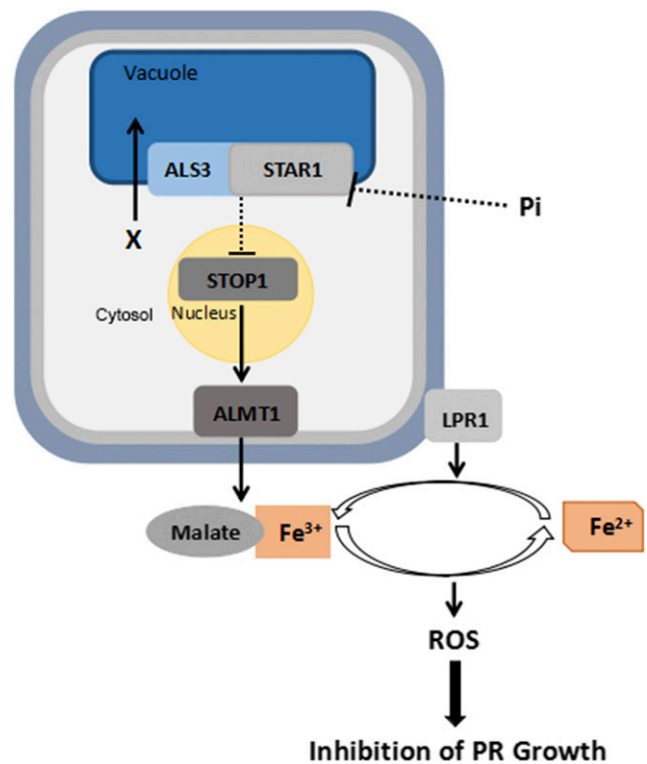 Vacuole
ALS3
STAR1
Pi
X
STOP1
Cytosol
Nucleus
ALMT1
LPR1
Malate
Fe³⁺
Fe²⁺
ROS
Inhibition of PR Growth